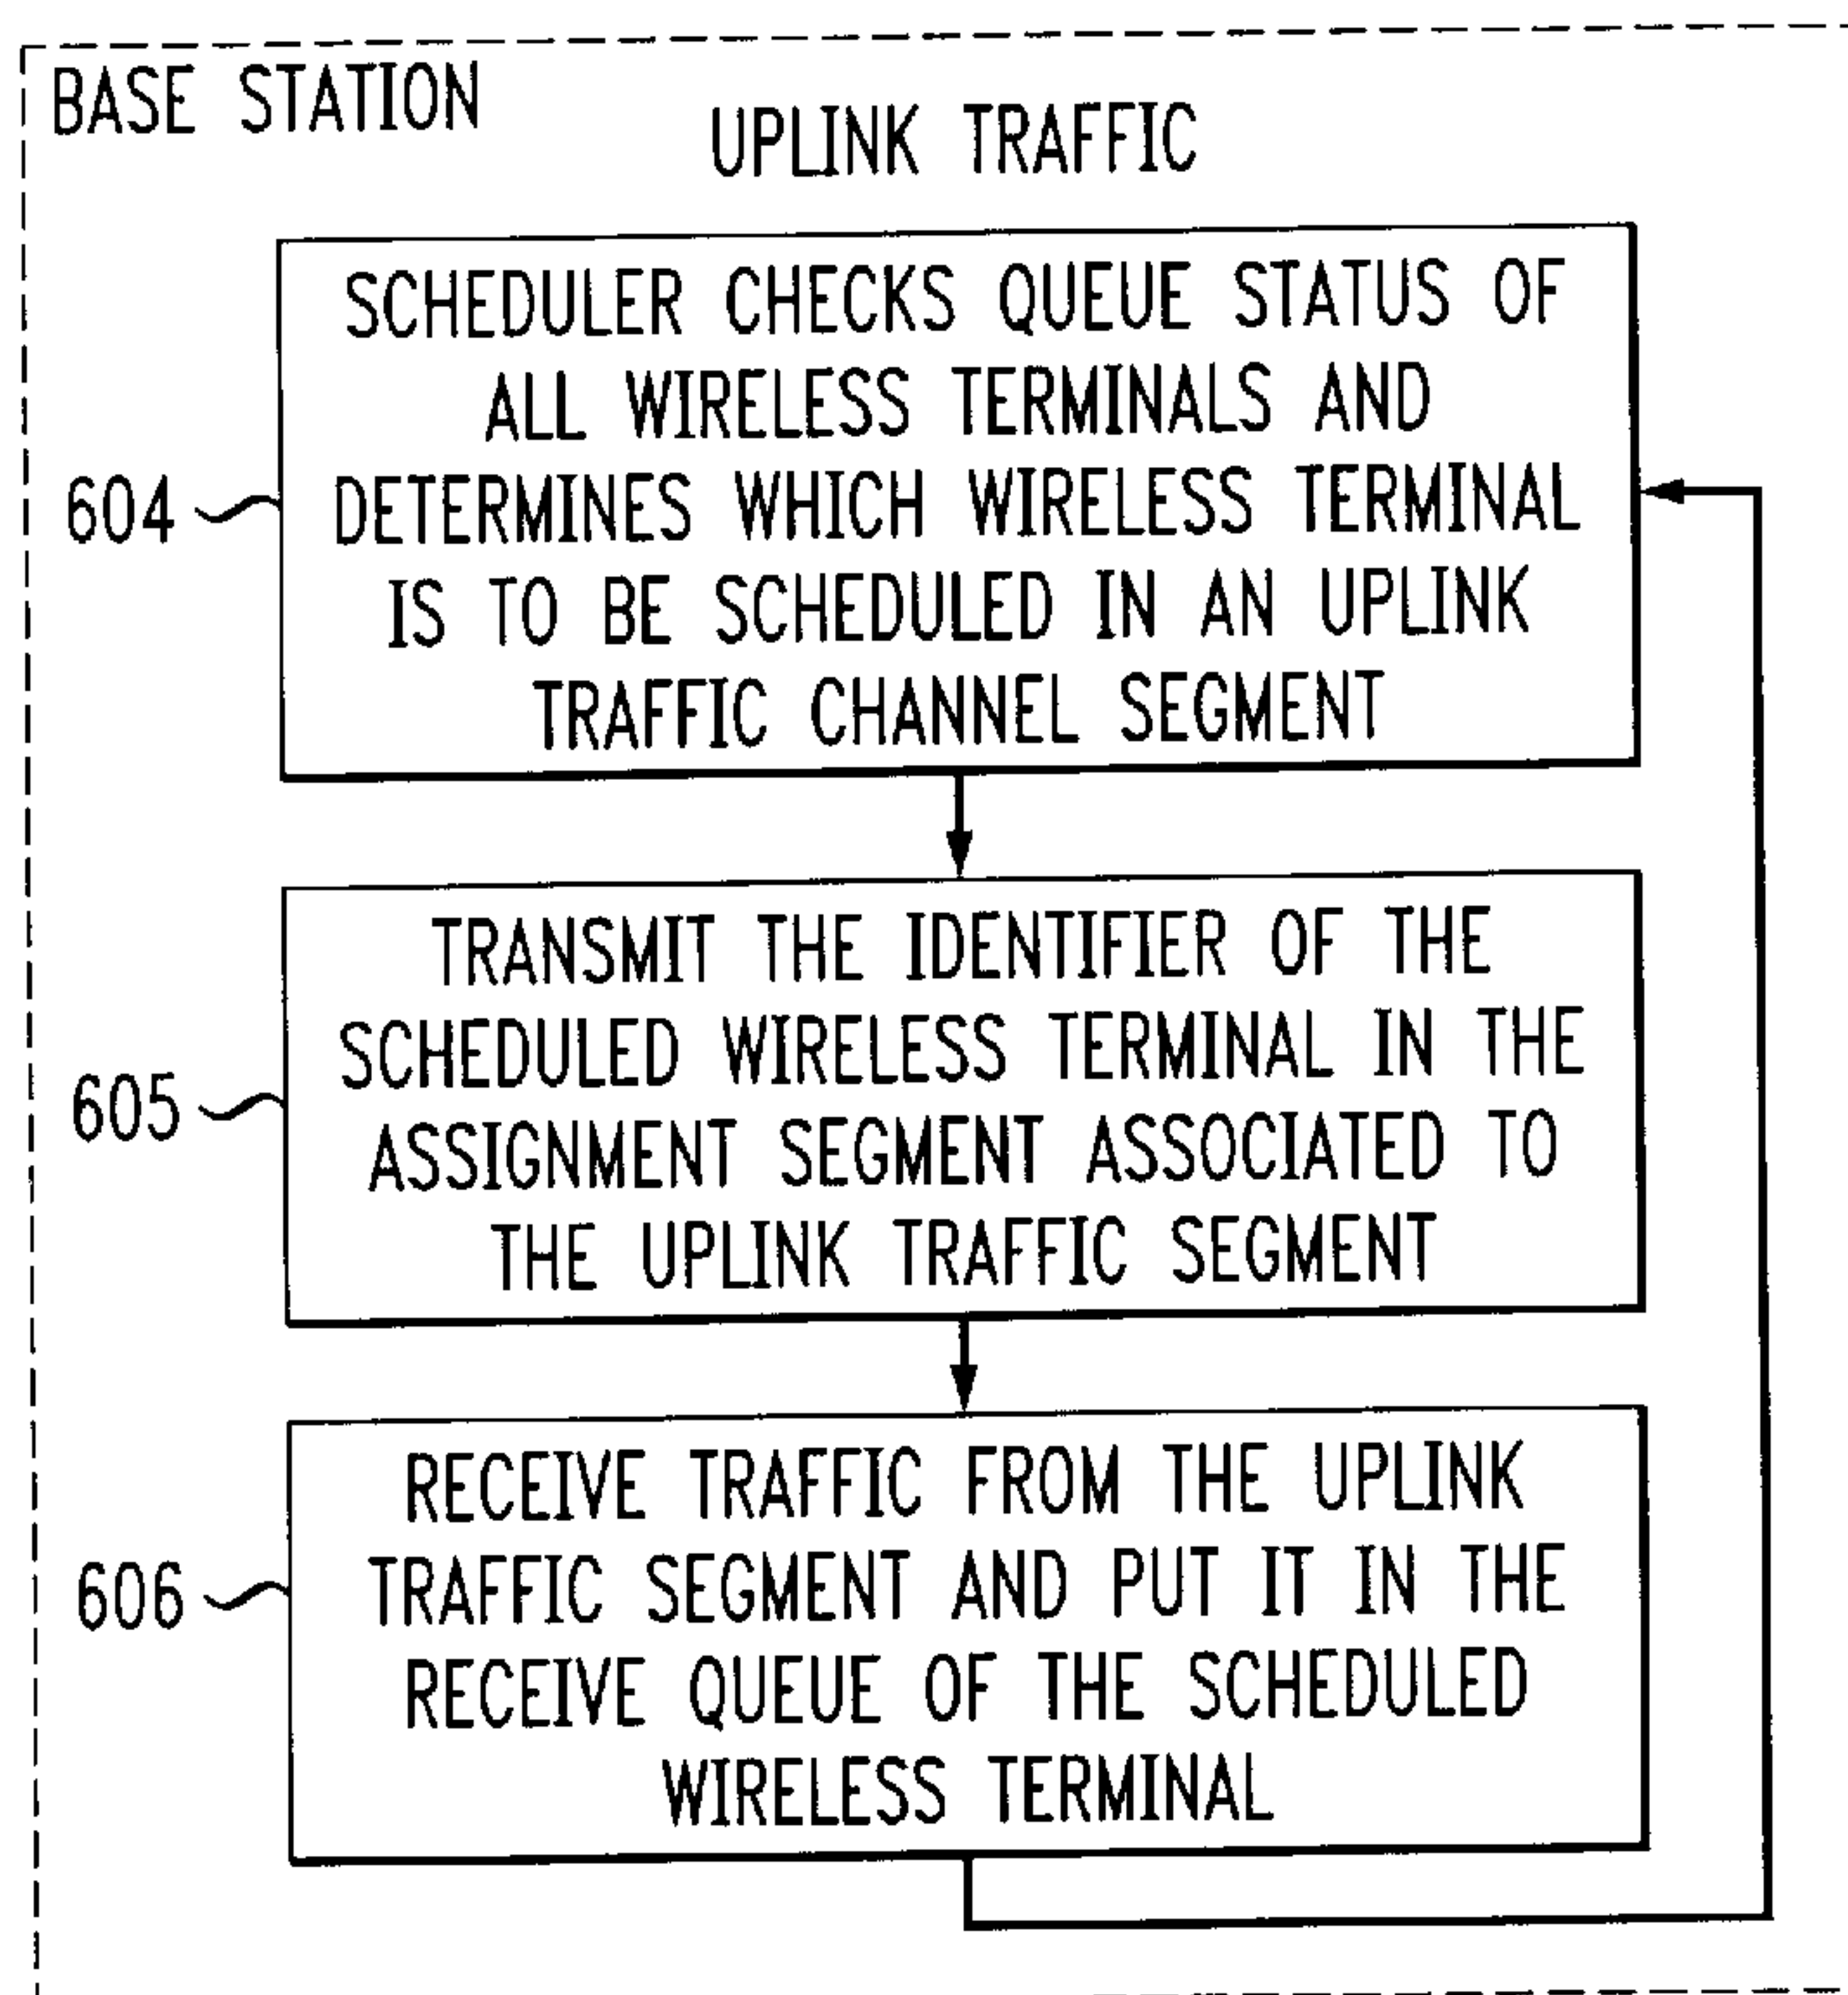 BASE STATION
UPLINK TRAFFIC
SCHEDULER CHECKS QUEUE STATUS OF
ALL WIRELESS TERMINALS AND
DETERMINES WHICH WIRELESS TERMINAL
IS TO BE SCHEDULED IN AN UPLINK
TRAFFIC CHANNEL SEGMENT
604
TRANSMIT THE IDENTIFIER OF THE
SCHEDULED WIRELESS TERMINAL IN THE
ASSIGNMENT SEGMENT ASSOCIATED TO
THE UPLINK TRAFFIC SEGMENT
605
RECEIVE TRAFFIC FROM THE UPLINK
TRAFFIC SEGMENT AND PUT IT IN THE
RECEIVE QUEUE OF THE SCHEDULED
WIRELESS TERMINAL
606